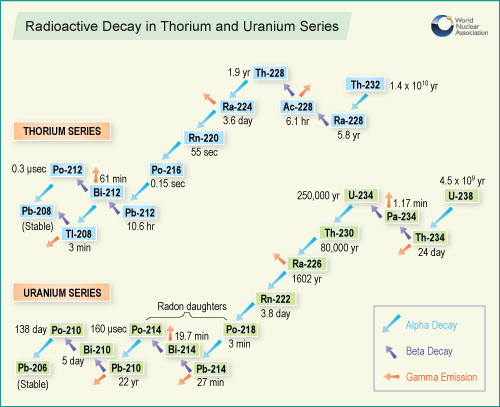 Radioactive Decay in Thorium and Uranium Series
World
Nuclear
Association
1.9 yr Th-228
Th-232 1.4 x 10¹⁰ yr
Ra-224
3.6 day
Ac-228
6.1 hr
Ra-228
5.8 yr
THORIUM SERIES
Rn-220
55 sec
0.3 µsec Po-212
61 min
Bi-212
Po-216
0.15 sec
Pb-208
(Stable)
Pb-212
10.6 hr
Tl-208
3 min
4.5 x 10⁹ yr
U-238
250,000 yr U-234
1.17 min
Pa-234
Th-234
24 day
Th-230
80,000 yr
Ra-226
1602 yr
URANIUM SERIES
Rn-222
3.8 day
Radon daughters
138 day Po-210
160 µsec Po-214
19.7 min
Po-218
3 min
Bi-210
5 day
Bi-214
Pb-206
(Stable)
Pb-210
22 yr
Pb-214
27 min
Alpha Decay
Beta Decay
Gamma Emission